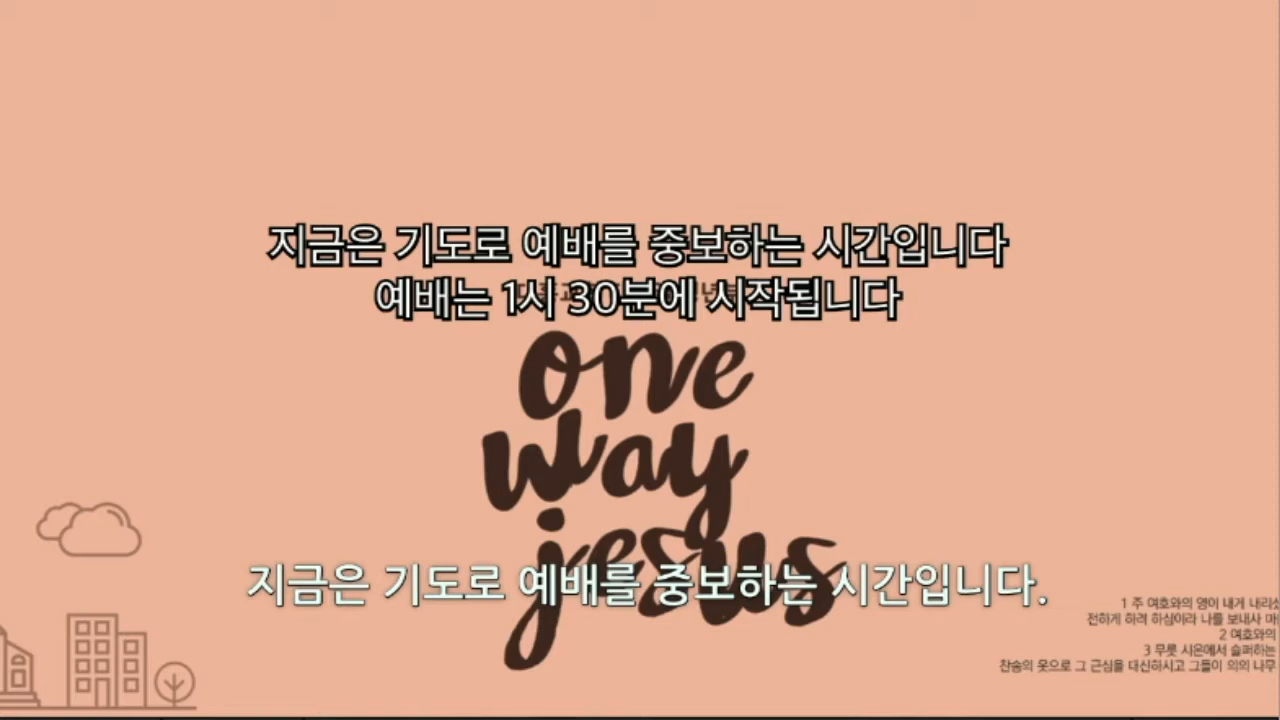 지금은 기도로 예배를 중보하는 시간입니다
예배는 1시 30분에 시작됩니다
one
way
jesus
지금은 기도로 예배를 중보하는 시간입니다.
1 주 여호와의 영이 내게 내리
전하게 하려 하심이라 나를 보내사 마
2 여호와의
3 무릇 시온에서 슬퍼하는
찬송의 옷으로 그 근심을 대신하시고 그들이 의의 나무